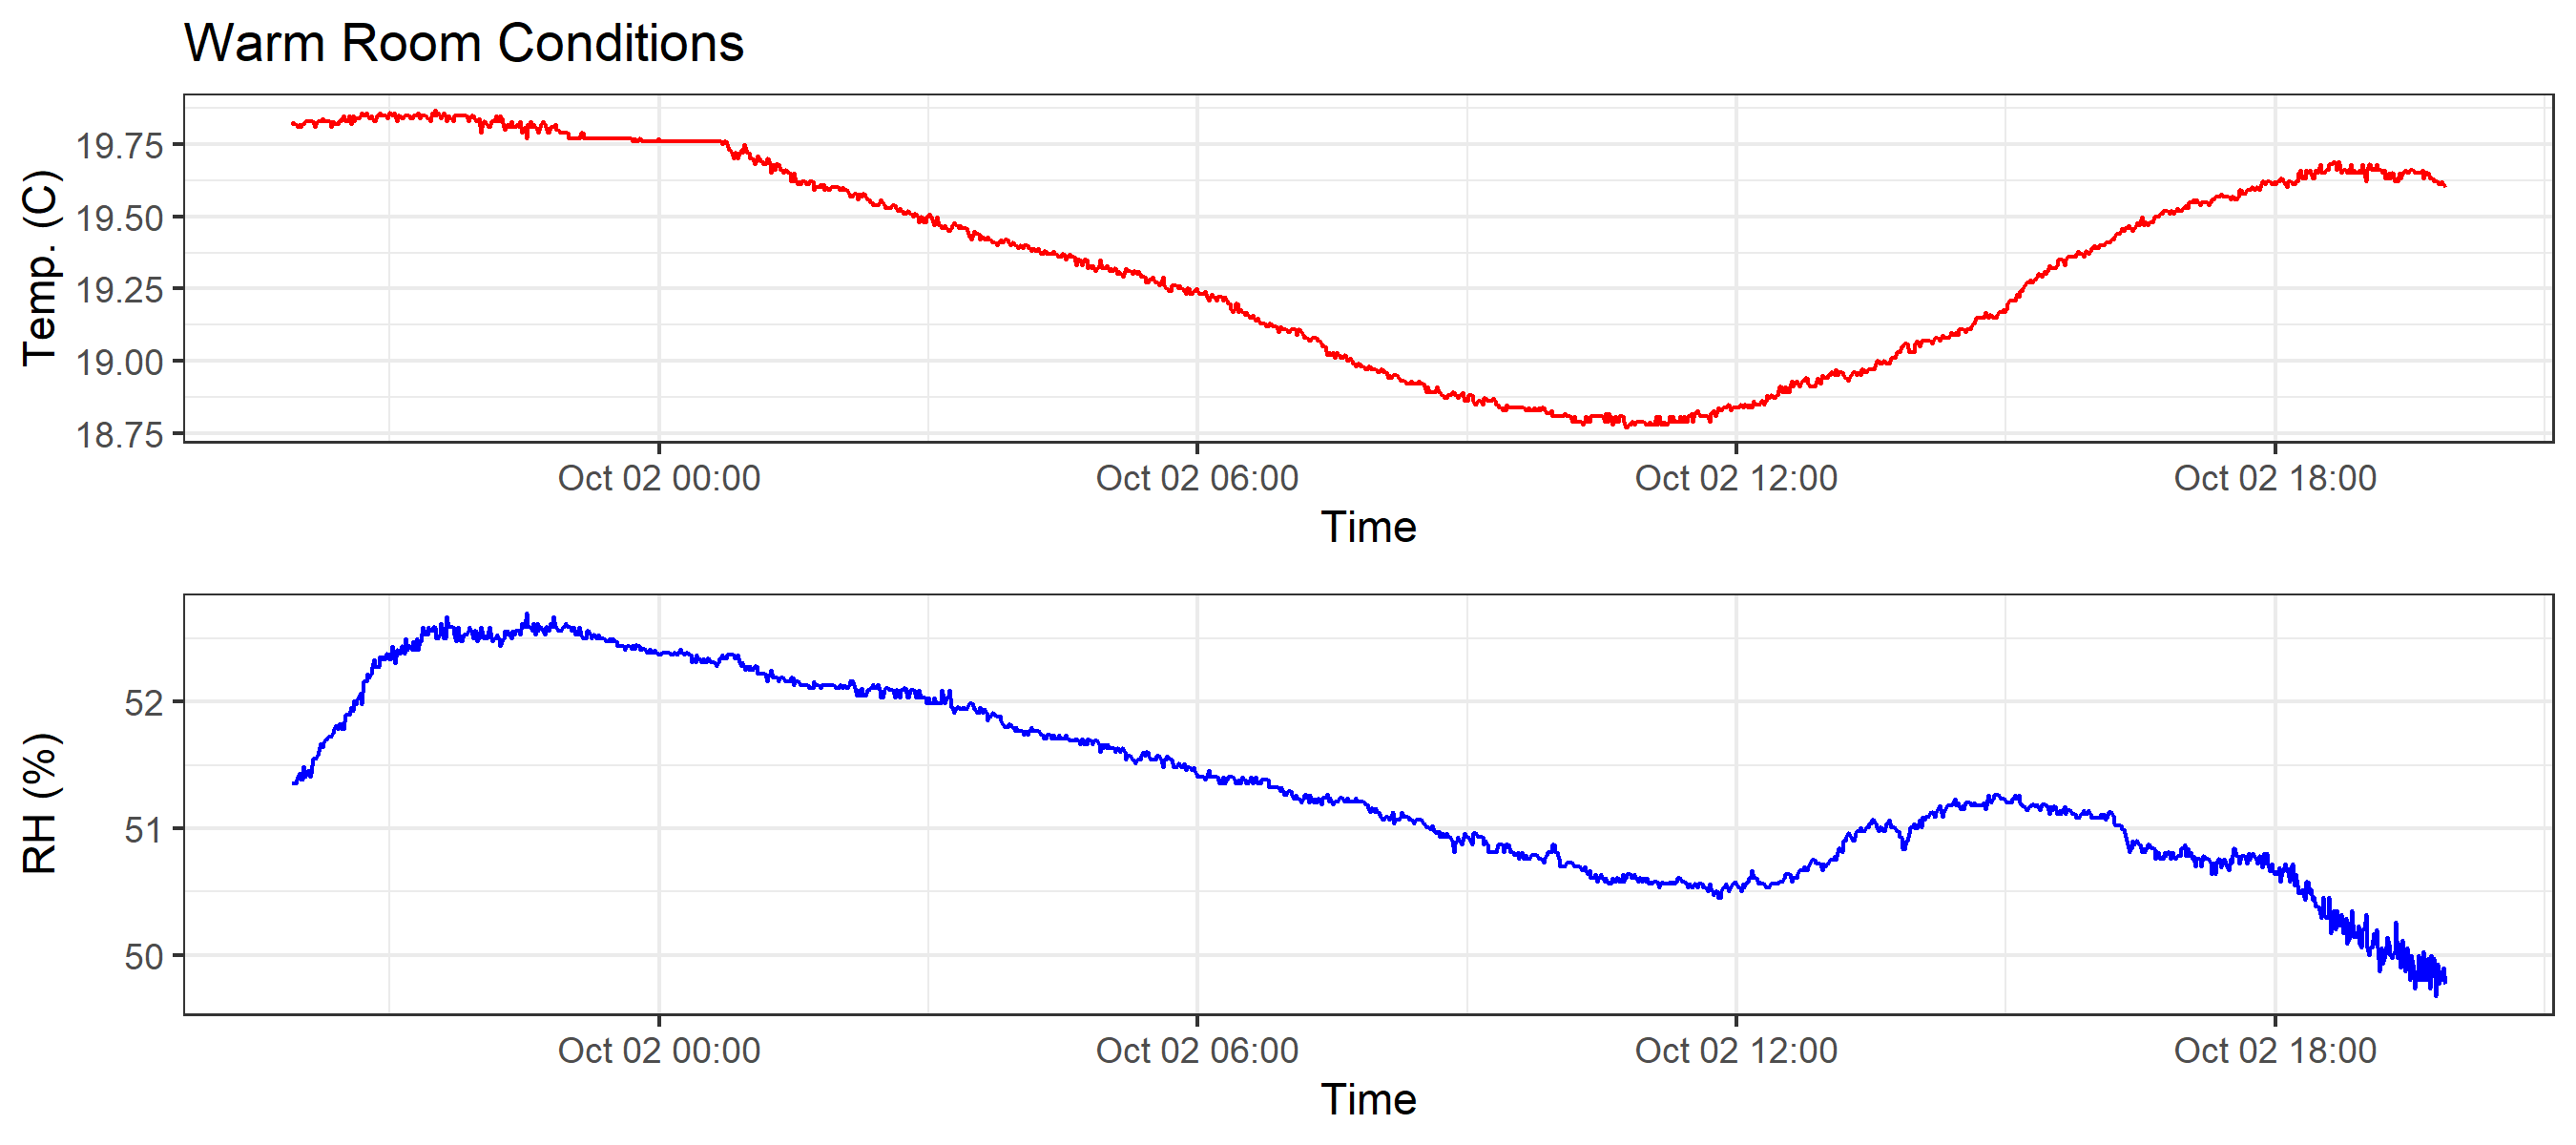 Warm Room Conditions
Temp. (C)
19.75
19.50
19.25
19.00
18.75
Oct 02 00:00 Oct 02 06:00 Oct 02 12:00 Oct 02 18:00
Time
RH (%)
52
51
50
Oct 02 00:00 Oct 02 06:00 Oct 02 12:00 Oct 02 18:00
Time